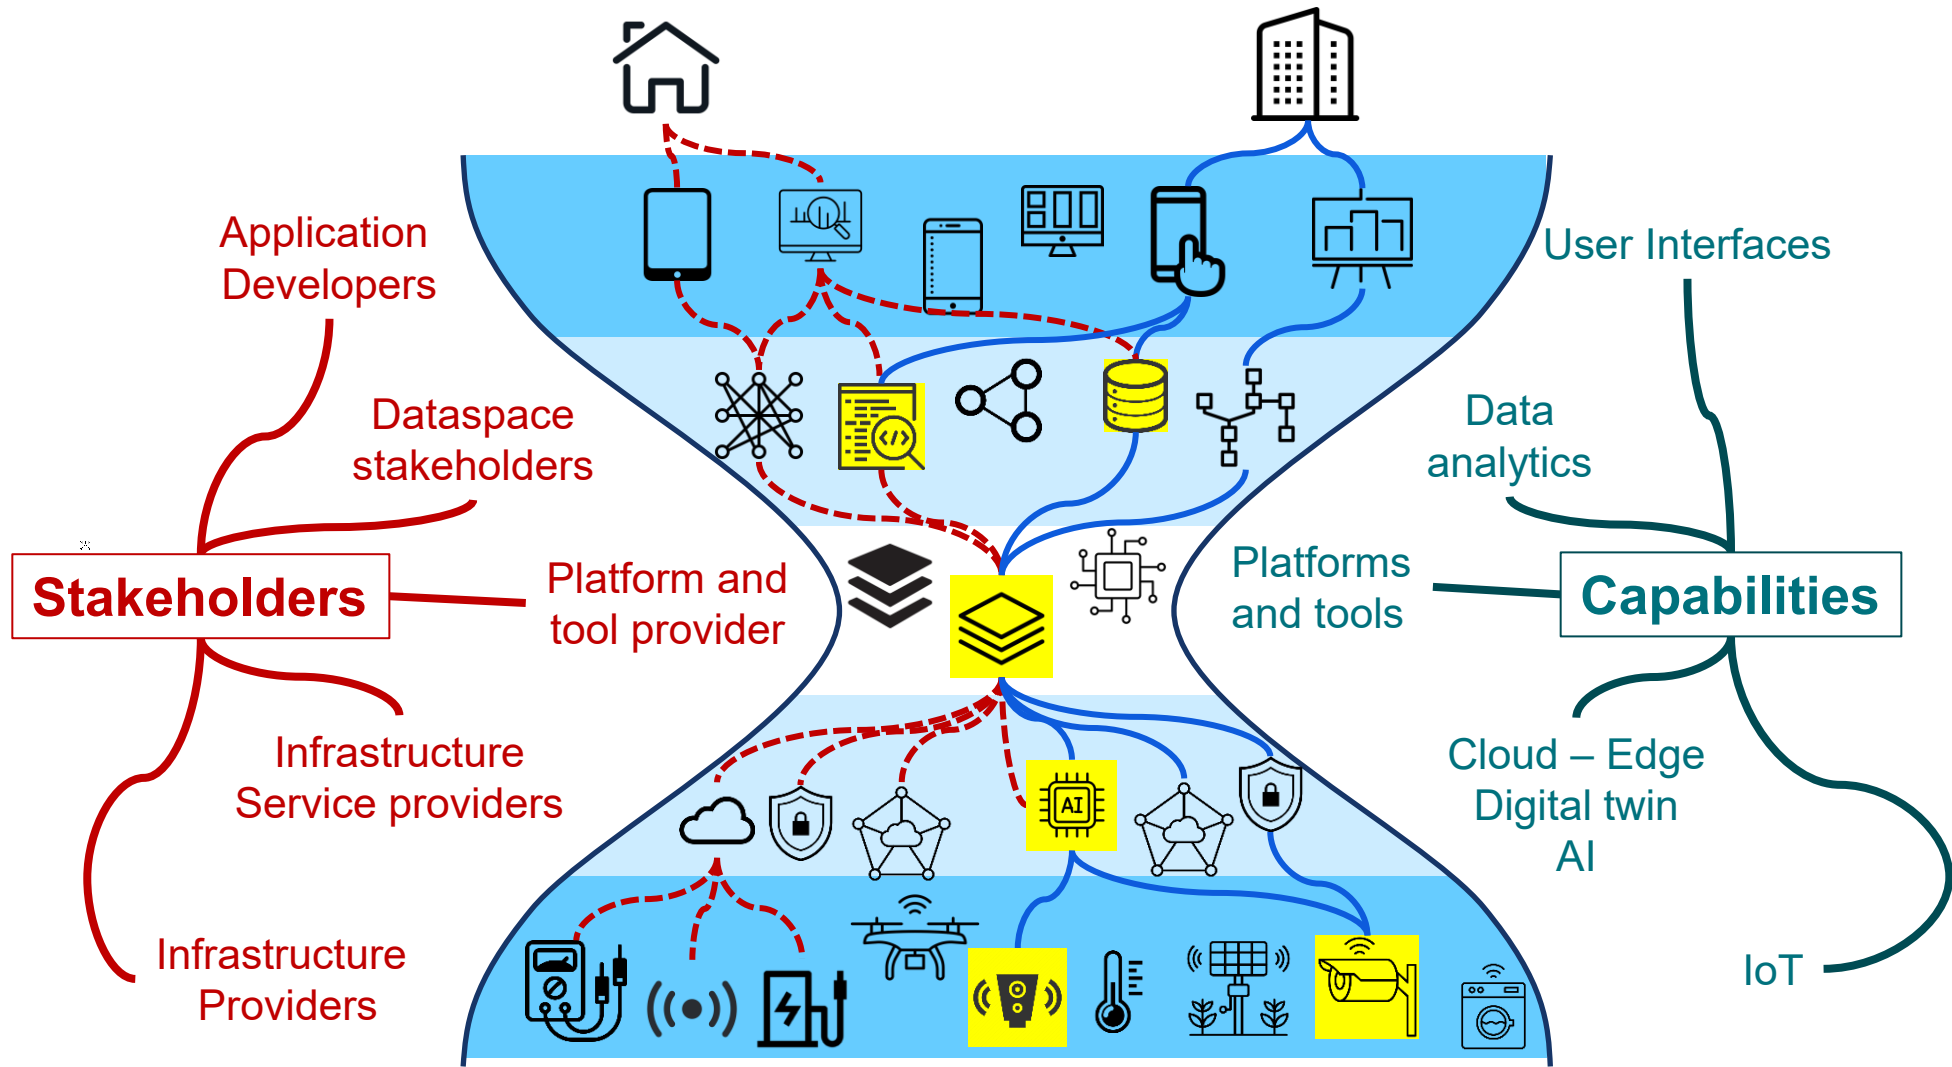 Application
Developers
Dataspace
stakeholders
Stakeholders
Platform and
tool provider
Infrastructure
Service providers
Infrastructure
Providers
</>
AI
User Interfaces
Data
analytics
Platforms
and tools
Capabilities
Cloud – Edge
Digital twin
AI
IoT